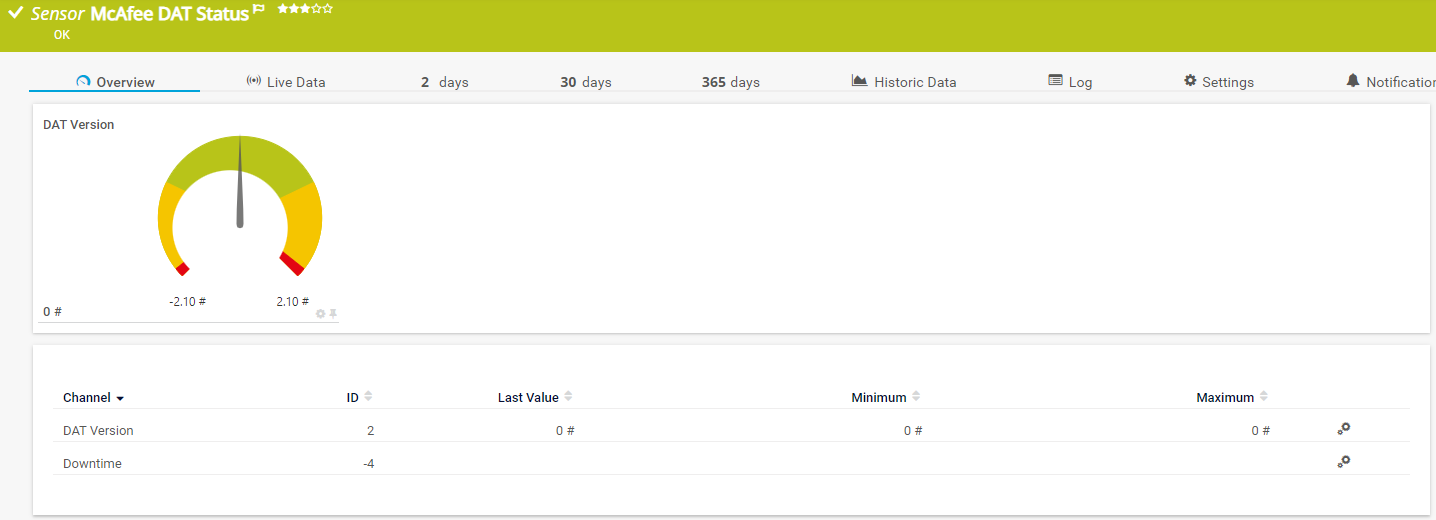 Sensor McAfee DAT Status
OK
Overview Live Data 2 days 30 days 365 days Historic Data Log Settings Notification
DAT Version
-2.10 # 2.10 #
0 #
Channel ID Last Value Minimum Maximum
DAT Version 2 0 # 0 # 0 #
Downtime -4